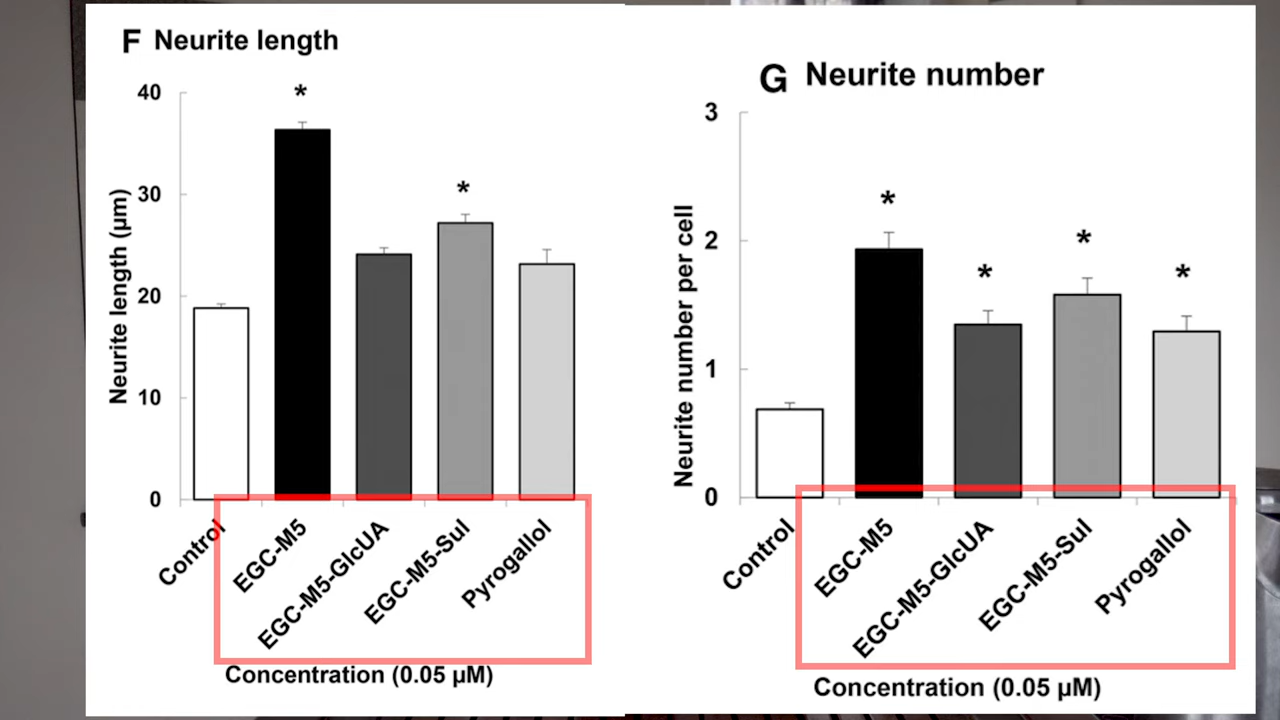 F Neurite length
*
*
40
30
20
10
0
Neurite length (µm)
Control
EGC-M5
EGC-M5-GlcUA
EGC-M5-Sul
Pyrogallol
Concentration (0.05 µM)
G Neurite number
*
*
*
*
3
2
1
0
Neurite number per cell
Control
EGC-M5
EGC-M5-GlcUA
EGC-M5-Sul
Pyrogallol
Concentration (0.05 µM)